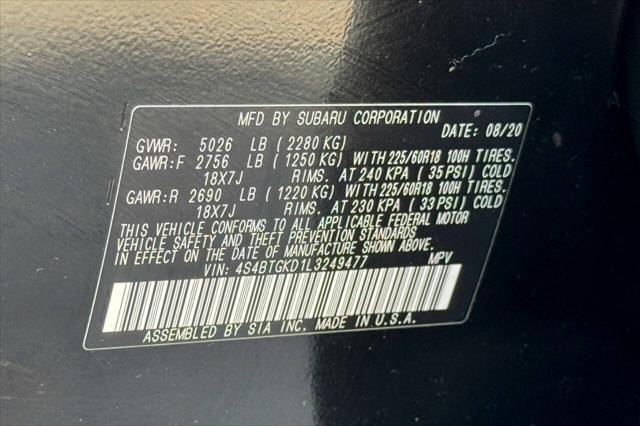 MFD BY SUBARU CORPORATION
DATE: 08/20
GVWR: 5026 LB (2280 KG)
GAWR:F 2756 LB (1250 KG) WITH 225/60R18 100H TIRES.
18X7J RIMS. AT 240 KPA (35 PSI) COLD
GAWR:R 2690 LB (1220 KG) WITH 225/60R18 100H TIRES.
18X7J RIMS. AT 230 KPA (33 PSI) COLD
THIS VEHICLE CONFORMS TO ALL APPLICABLE FEDERAL MOTOR
VEHICLE SAFETY AND THEFT PREVENTION STANDARDS
IN EFFECT ON THE DATE OF MANUFACTURE SHOWN ABOVE.
VIN: 4S4BTGKD1L3249477 MPV
ASSEMBLED BY SIA INC. MADE IN U.S.A.